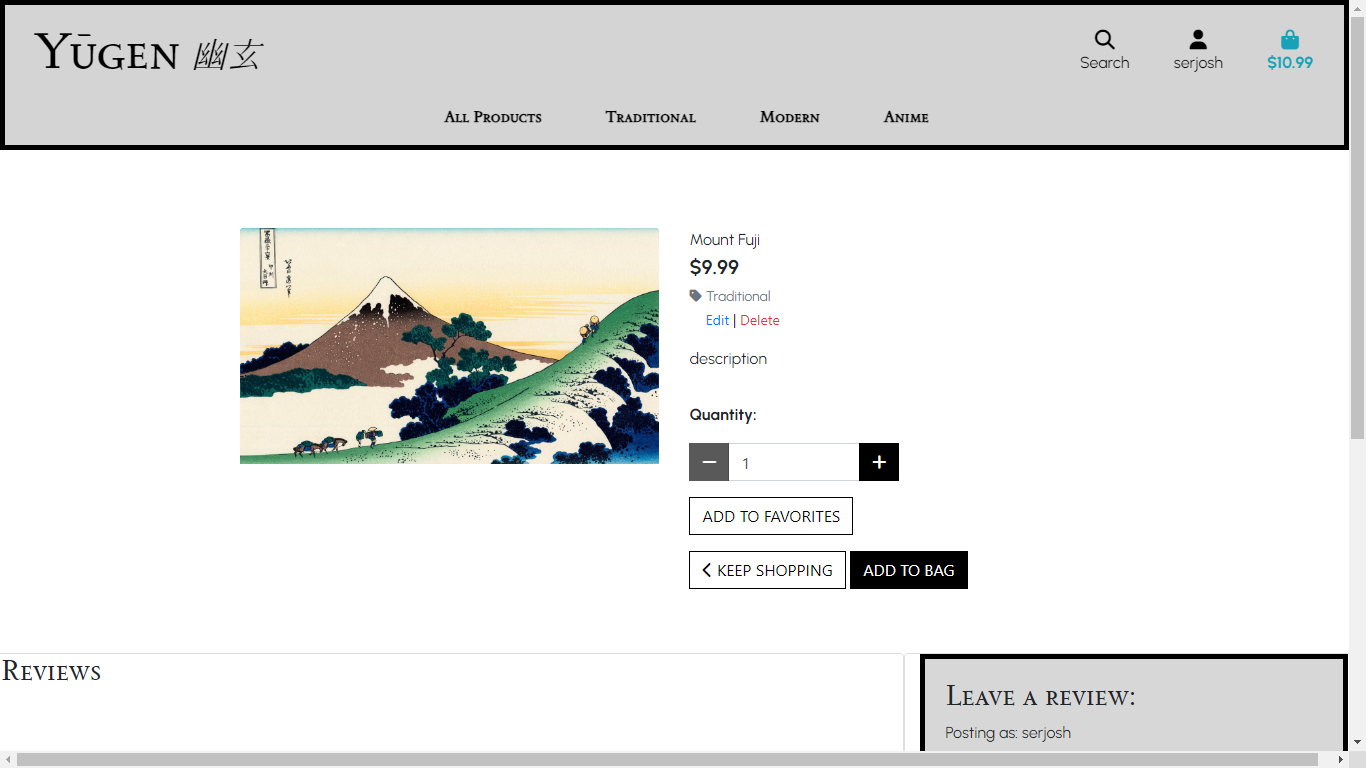 Yūgen 幽玄
Search
serjosh
$10.99
All Products Traditional Modern Anime
Mount Fuji
$9.99
Traditional
Edit | Delete
description
Quantity:
1
ADD TO FAVORITES
KEEP SHOPPING
ADD TO BAG
Reviews
Leave a review:
Posting as: serjosh